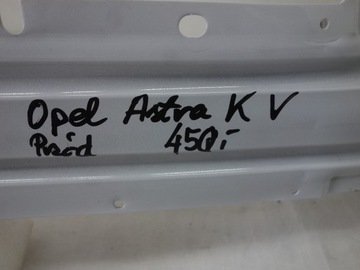 Opel Astra K V
Przód 450,-